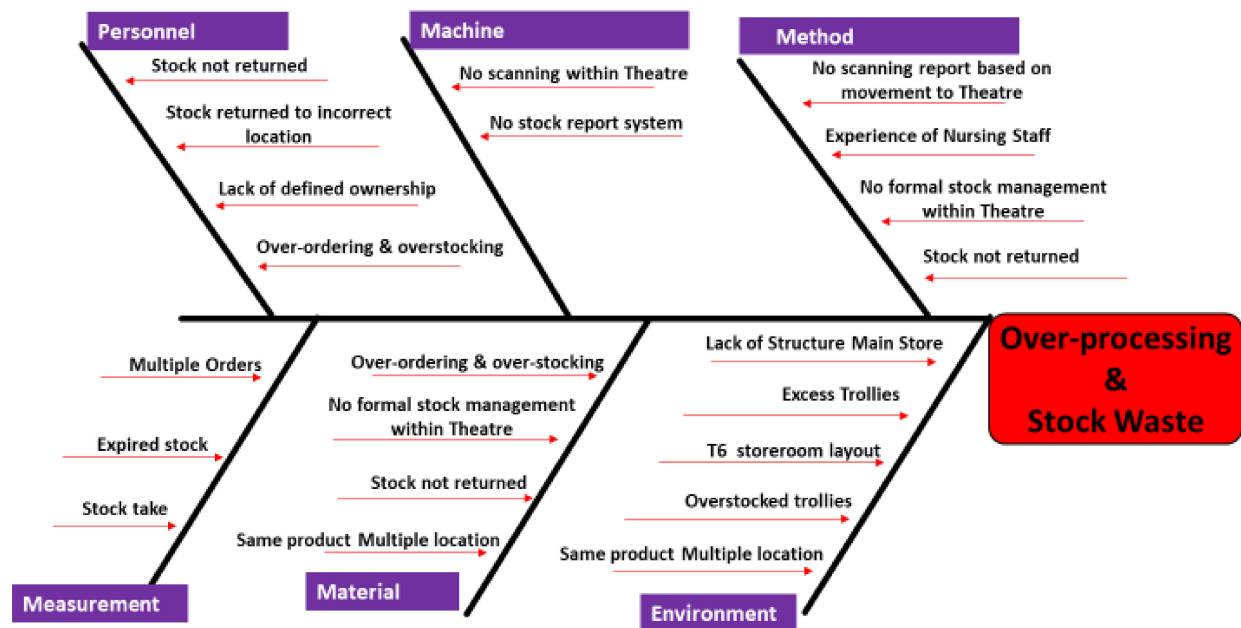 Personnel
Stock not returned
Stock returned to incorrect
location
Lack of defined ownership
Over-ordering & overstocking
Machine
No scanning within Theatre
No stock report system
Method
No scanning report based on
movement to Theatre
Experience of Nursing Staff
No formal stock management
within Theatre
Stock not returned
Over-processing
&
Stock Waste
Multiple Orders
Expired stock
Stock take
Measurement
Over-ordering & over-stocking
No formal stock management
within Theatre
Stock not returned
Same product Multiple location
Material
Lack of Structure Main Store
Excess Trollies
T6 storeroom layout
Overstocked trollies
Same product Multiple location
Environment